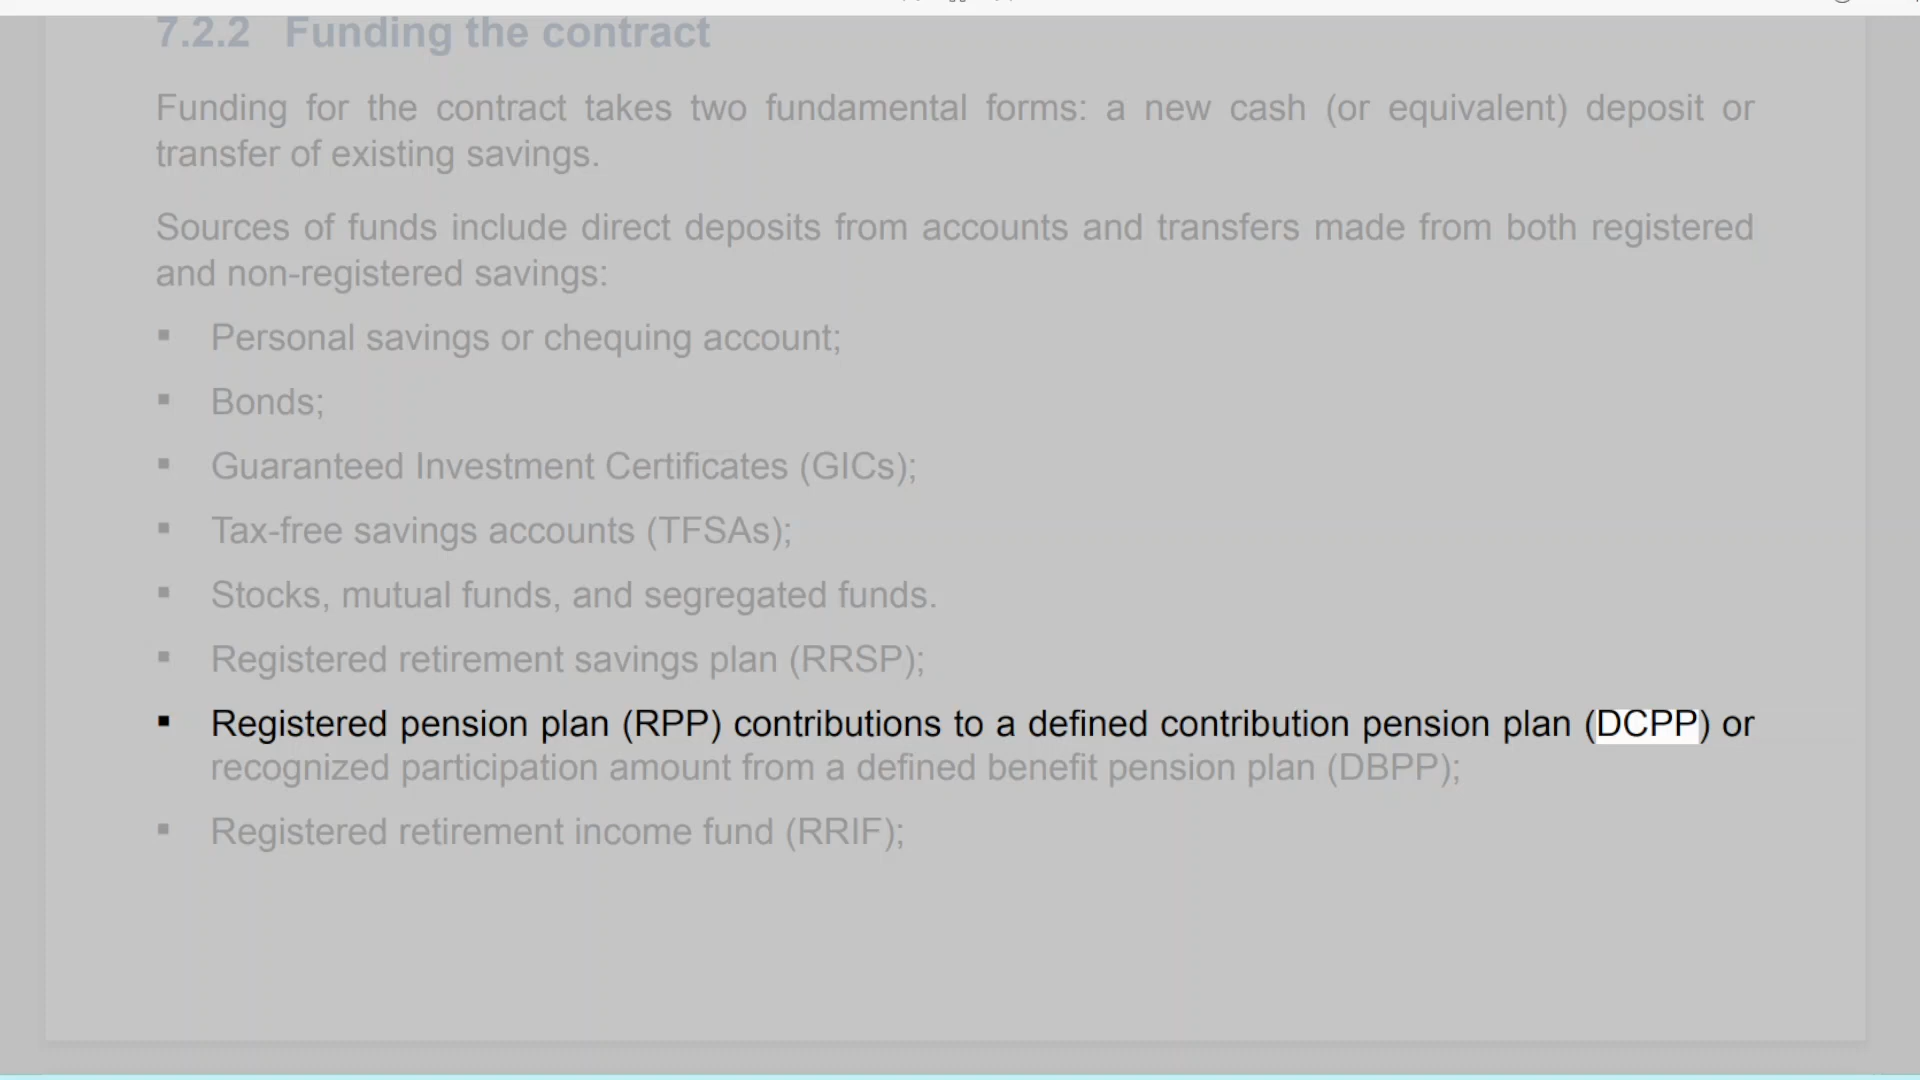 7.2.2 Funding the contract
Funding for the contract takes two fundamental forms: a new cash (or equivalent) deposit or
transfer of existing savings.
Sources of funds include direct deposits from accounts and transfers made from both registered
and non-registered savings:
▪ Personal savings or chequing account;
▪ Bonds;
▪ Guaranteed Investment Certificates (GICs);
▪ Tax-free savings accounts (TFSAs);
▪ Stocks, mutual funds, and segregated funds.
▪ Registered retirement savings plan (RRSP);
▪ Registered pension plan (RPP) contributions to a defined contribution pension plan (DCPP) or
recognized participation amount from a defined benefit pension plan (DBPP);
▪ Registered retirement income fund (RRIF);